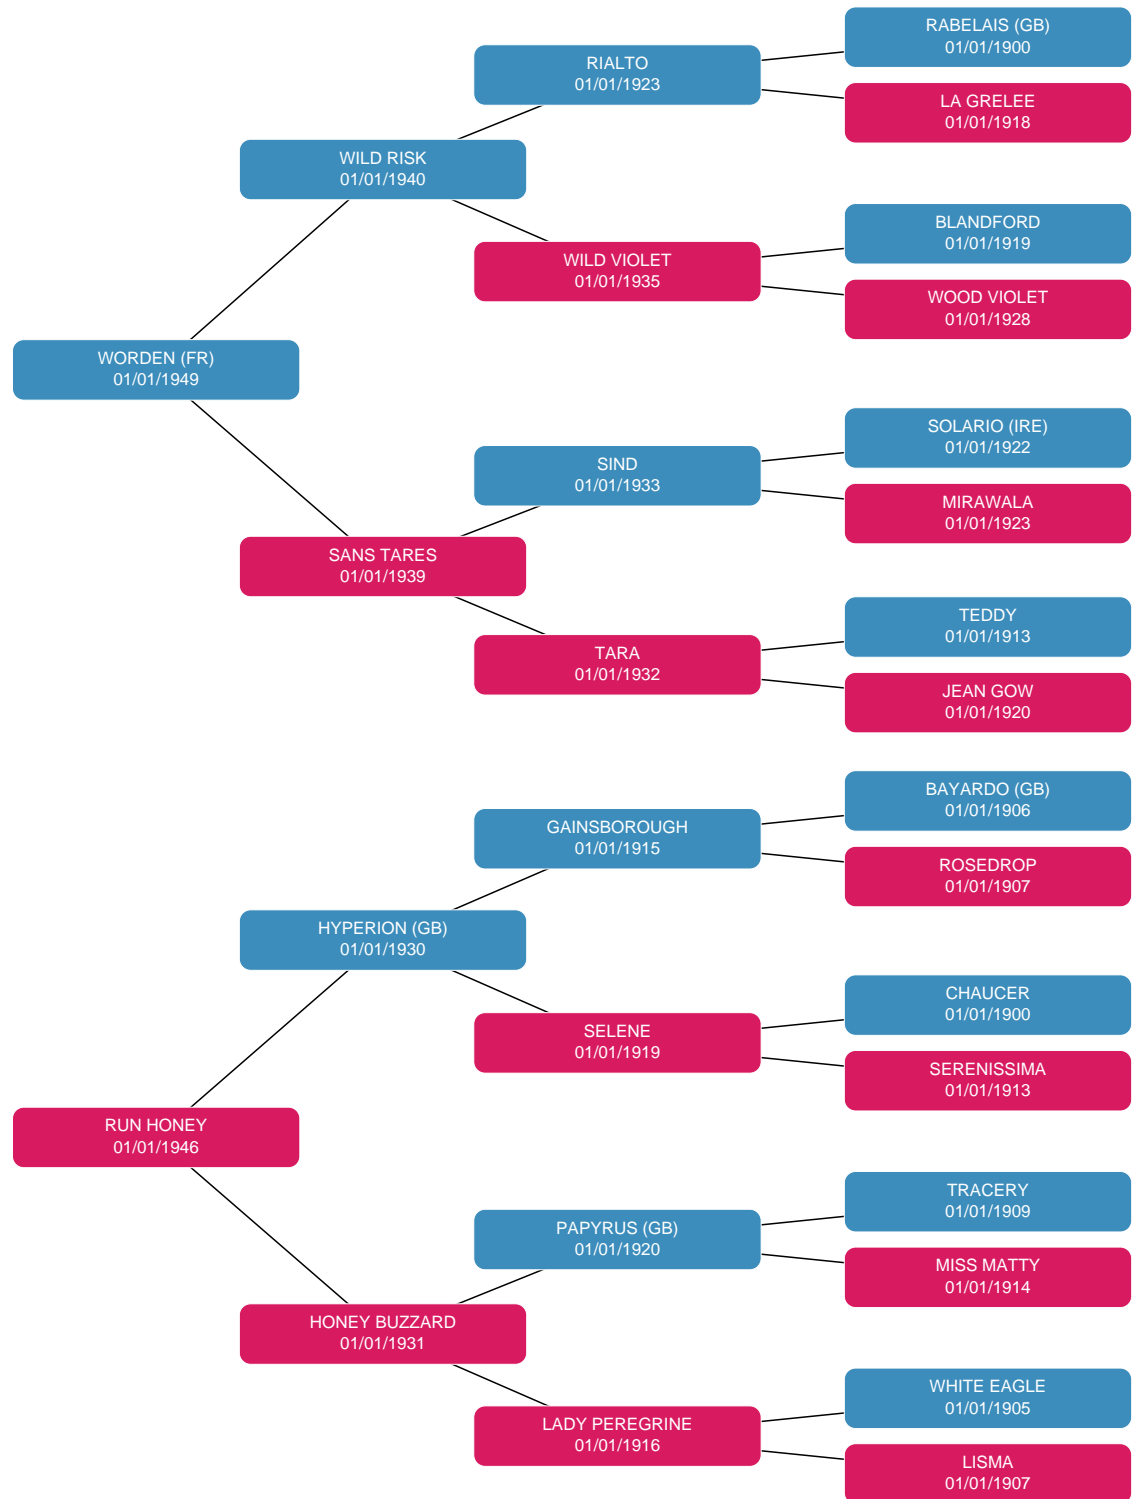 RABELAIS (GB)
01/01/1900
RIALTO
01/01/1923
LA GRELEE
01/01/1918
WILD RISK
01/01/1940
BLANDFORD
01/01/1919
WILD VIOLET
01/01/1935
WOOD VIOLET
01/01/1928
WORDEN (FR)
01/01/1949
SOLARIO (IRE)
01/01/1922
SIND
01/01/1933
MIRAWALA
01/01/1923
SANS TARES
01/01/1939
TEDDY
01/01/1913
TARA
01/01/1932
JEAN GOW
01/01/1920
BAYARDO (GB)
01/01/1906
GAINSBOROUGH
01/01/1915
ROSEDROP
01/01/1907
HYPERION (GB)
01/01/1930
CHAUCER
01/01/1900
SELENE
01/01/1919
SERENISSIMA
01/01/1913
RUN HONEY
01/01/1946
TRACERY
01/01/1909
PAPYRUS (GB)
01/01/1920
MISS MATTY
01/01/1914
HONEY BUZZARD
01/01/1931
WHITE EAGLE
01/01/1905
LADY PEREGRINE
01/01/1916
LISMA
01/01/1907